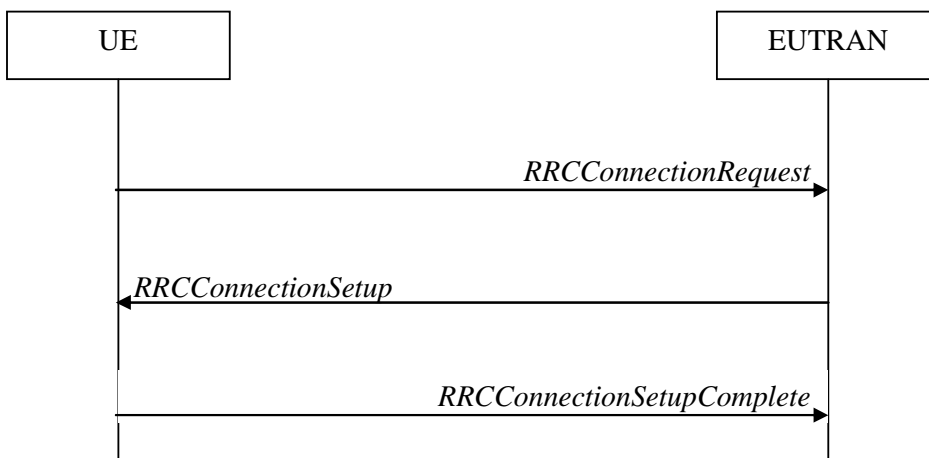 UE
EUTRAN
RRCConnectionRequest
RRCConnectionSetup
RRCConnectionSetupComplete